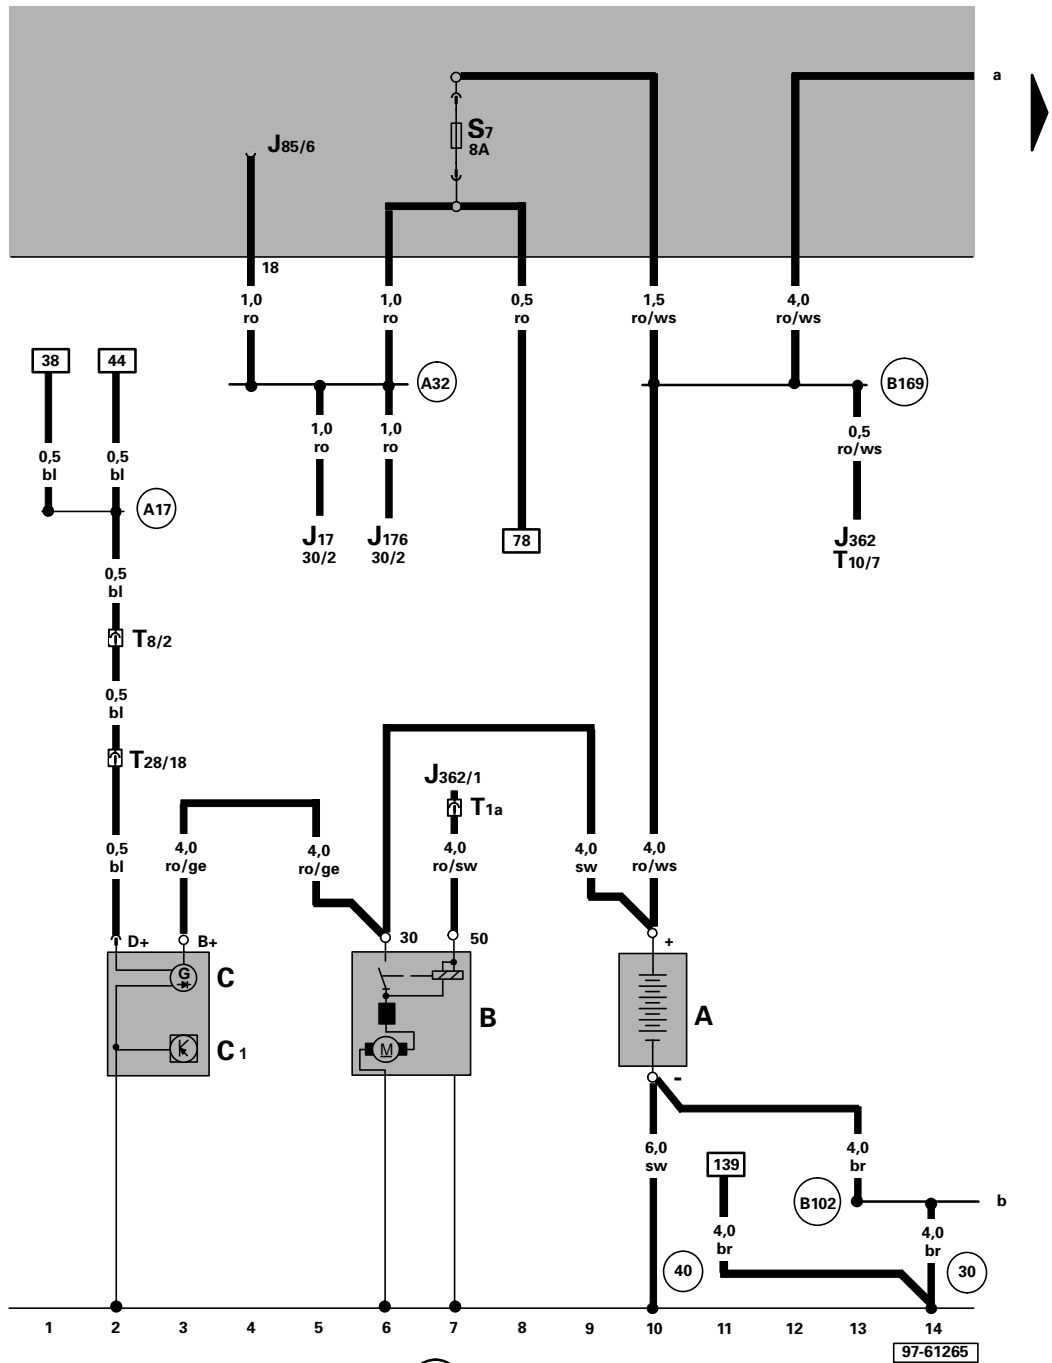 a
S7
8A
J85/6
18
1,0
ro
1,0
ro
0,5
ro
1,5
ro/ws
4,0
ro/ws
38
44
A32
B169
0,5
bl
0,5
bl
1,0
ro
1,0
ro
0,5
ro/ws
A17
J17
30/2
J176
30/2
78
J362
T10/7
0,5
bl
T8/2
0,5
bl
T28/18
J362/1
T1a
0,5
bl
4,0
ro/ge
4,0
ro/ge
4,0
ro/sw
4,0
sw
4,0
ro/ws
D+
B+
30
50
+
G
C
B
A
C1
M
-
6,0
sw
139
4,0
br
B102
b
4,0
br
4,0
br
40
30
1 2 3 4 5 6 7 8 9 10 11 12 13 14
97-61265